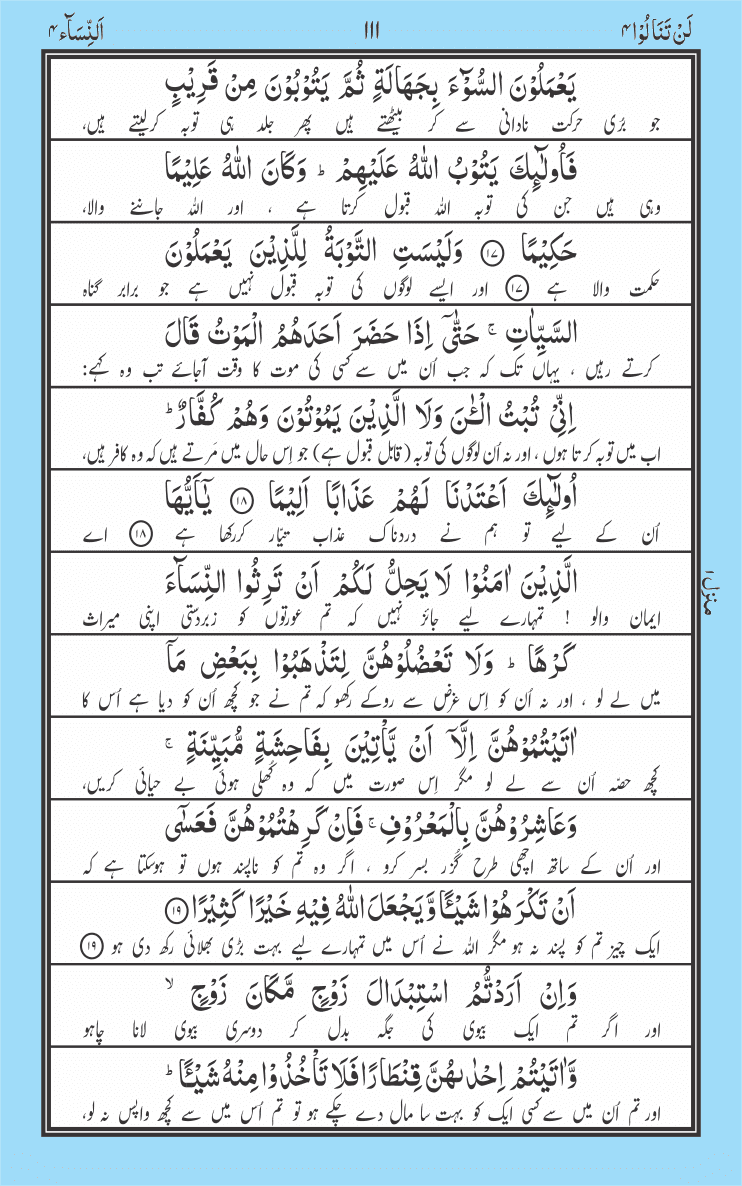 لَنْ تَنَالُوْا ۴
۱۱۱
اَلنِّسَآء ۴
يَعْمَلُوْنَ السُّوْٓءَ بِجَهَالَةٍ ثُمَّ يَتُوْبُوْنَ مِنْ قَرِيْبٍ
جو بُری حرکت نادانی سے کر بیٹھتے ہیں پھر جلد ہی توبہ کرلیتے ہیں،
فَاُولٰٓئِكَ يَتُوْبُ اللّٰهُ عَلَيْهِمْ ؕ وَكَانَ اللّٰهُ عَلِيْمًا
وہی ہیں جن کی توبہ اللہ قبول کرتا ہے ، اور اللہ جاننے والا،
حَكِيْمًا ﴿۱۷﴾ وَلَيْسَتِ التَّوْبَةُ لِلَّذِيْنَ يَعْمَلُوْنَ
حکمت والا ہے ﴿۱۷﴾ اور ایسے لوگوں کی توبہ قبول نہیں ہے جو برابر گناہ
السَّيِّاٰتِ ۚ حَتّٰٓى اِذَا حَضَرَ اَحَدَهُمُ الْمَوْتُ قَالَ
کرتے رہیں ، یہاں تک کہ جب اُن میں سے کسی کی موت کا وقت آجائے تب وہ کہے:
اِنِّيْ تُبْتُ الْـٰٔنَ وَلَا الَّذِيْنَ يَمُوْتُوْنَ وَهُمْ كُفَّارٌ ؕ
اب میں توبہ کرتا ہوں ، اور نہ اُن لوگوں کی توبہ (قابلِ قبول ہے) جو اِس حال میں مَرتے ہیں کہ وہ کافر ہیں،
اُولٰٓئِكَ اَعْتَدْنَا لَهُمْ عَذَابًا اَلِيْمًا ﴿۱۸﴾ يٰٓاَيُّهَا
اُن کے لیے تو ہم نے دردناک عذاب تیّار کررکھا ہے ﴿۱۸﴾ اے
الَّذِيْنَ اٰمَنُوْا لَا يَحِلُّ لَكُمْ اَنْ تَرِثُوا النِّسَآءَ
ایمان والو ! تمہارے لیے جائز نہیں کہ تم عورتوں کو زبردستی اپنی میراث
كَرْهًا ؕ وَلَا تَعْضُلُوْهُنَّ لِتَذْهَبُوْا بِبَعْضِ مَآ
میں لے لو ، اور نہ اُن کو اِس غرض سے روکے رکھو کہ تم نے جو کچھ اُن کو دیا ہے اُس کا
اٰتَيْتُمُوْهُنَّ اِلَّآ اَنْ يَّاْتِيْنَ بِفَاحِشَةٍ مُّبَيِّنَةٍ ۚ
کچھ حصّہ اُن سے لے لو مگر اِس صورت میں کہ وہ کُھلی ہوئی بے حیائی کریں،
وَعَاشِرُوْهُنَّ بِالْمَعْرُوْفِ ۚ فَاِنْ كَرِهْتُمُوْهُنَّ فَعَسٰٓى
اور اُن کے ساتھ اچھی طرح گُزر بسر کرو ، اگر وہ تم کو ناپسند ہوں تو ہوسکتا ہے کہ
اَنْ تَكْرَهُوْا شَيْـًٔا وَّيَجْعَلَ اللّٰهُ فِيْهِ خَيْرًا كَثِيْرًا ﴿۱۹﴾
ایک چیز تم کو پسند نہ ہو مگر اللہ نے اُس میں تمہارے لیے بہت بڑی بھلائی رکھ دی ہو ﴿۱۹﴾
وَاِنْ اَرَدْتُّمُ اسْتِبْدَالَ زَوْجٍ مَّكَانَ زَوْجٍ ۙ
اور اگر تم ایک بیوی کی جگہ بدل کر دوسری بیوی لانا چاہو
وَّاٰتَيْتُمْ اِحْدٰىهُنَّ قِنْطَارًا فَلَا تَاْخُذُوْا مِنْهُ شَيْـًٔا ؕ
اور تم اُن میں سے کسی ایک کو بہت سا مال دے چکے ہو تو تم اُس میں سے کچھ واپس نہ لو،
منزل ۱